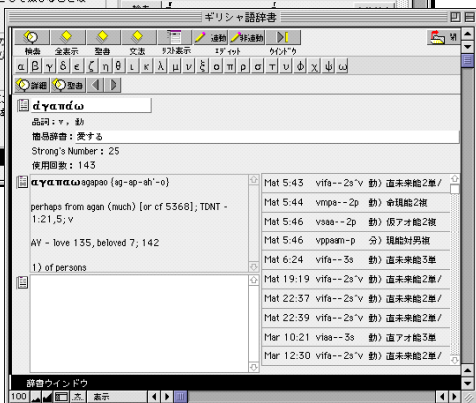 ギリシャ語辞書
検索 全表示 聖書 文法 リスト表示 エディット ウインドウ
連動 非連動
α β γ δ ε ζ η θ ι κ λ μ ν ξ ο π ρ σ τ υ φ χ ψ ω
詳細 聖書
ἀγαπάω
品詞：v, 動
簡易辞書：愛する
Strong's Number : 25
使用回数：143
αγαπαω agapao {ag-ap-ah'-o}
perhaps from agan (much) [or cf 5368]; TDNT -
1:21,5; v
AV - love 135, beloved 7; 142
1) of persons
Mat 5:43 vifa--2s^v 動）直未来能2単/
Mat 5:44 vmpa--2p 動）命現能2複
Mat 5:46 vsaa--2p 動）仮アオ能2複
Mat 5:46 vppaam-p 分）現能対男複
Mat 6:24 vifa--3s 動）直未来能3単
Mat 19:19 vifa--2s^v 動）直未来能2単/
Mat 22:37 vifa--2s^v 動）直未来能2単/
Mat 22:39 vifa--2s^v 動）直未来能2単/
Mar 10:21 viaa--3s 動）直アオ能3単
Mar 12:30 vifa--2s^v 動）直未来能2単/
辞書ウインドウ
100 表示